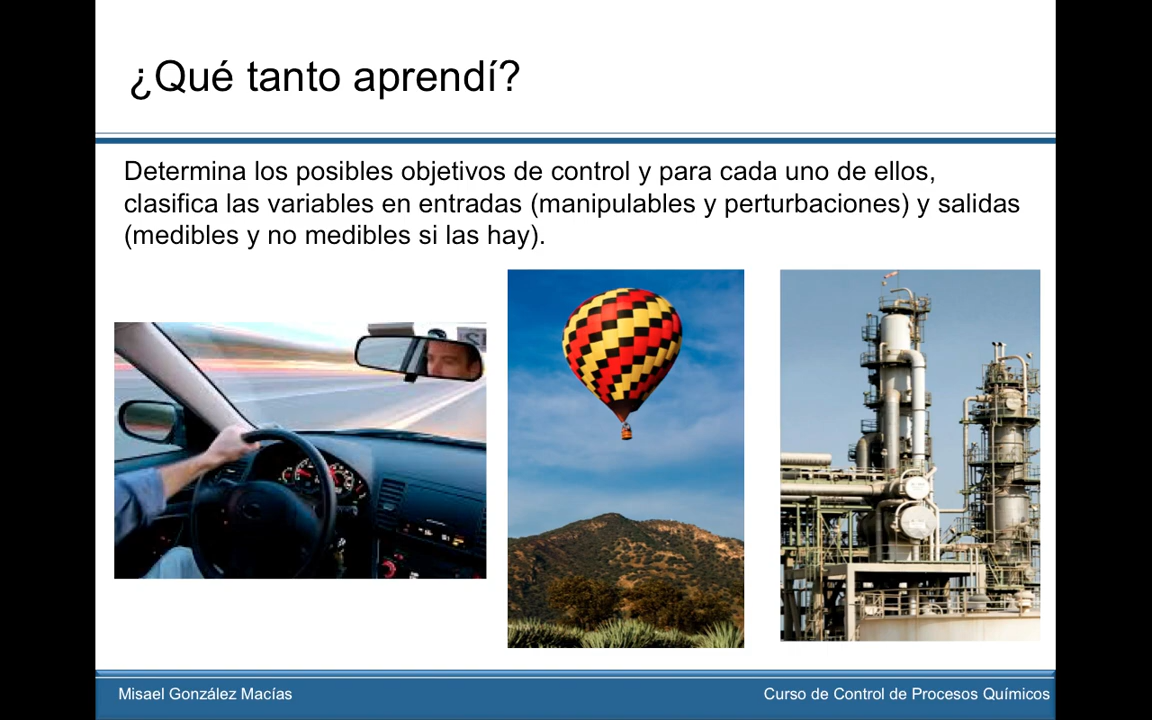 ¿Qué tanto aprendí?
Determina los posibles objetivos de control y para cada uno de ellos,
clasifica las variables en entradas (manipulables y perturbaciones) y salidas
(medibles y no medibles si las hay).
Misael González Macías
Curso de Control de Procesos Químicos